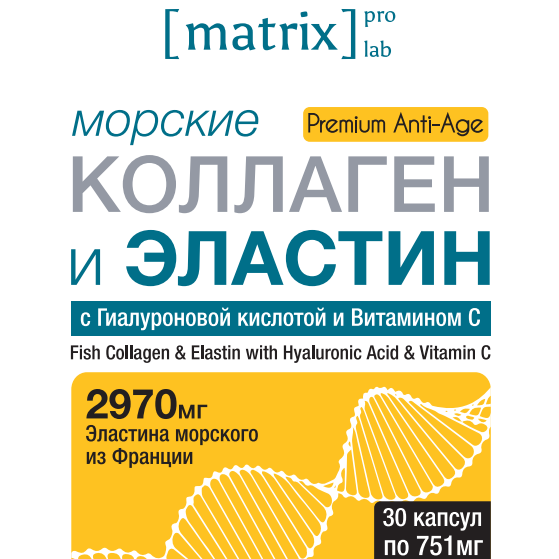 [matrix] pro lab
морские
Premium Anti-Age
КОЛЛАГЕН
и ЭЛАСТИН
с Гиалуроновой кислотой и Витамином С
Fish Collagen & Elastin with Hyaluronic Acid & Vitamin C
2970мг
Эластина морского
из Франции
30 капсул
по 751мг